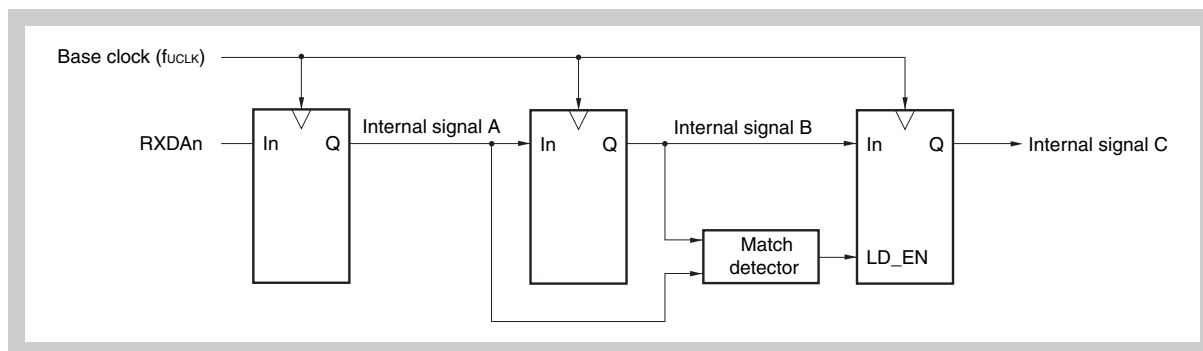 Base clock (fUCLK)
RXDAn
In
Q
Internal signal A
In
Q
Internal signal B
In
Q
Internal signal C
Match
detector
LD_EN